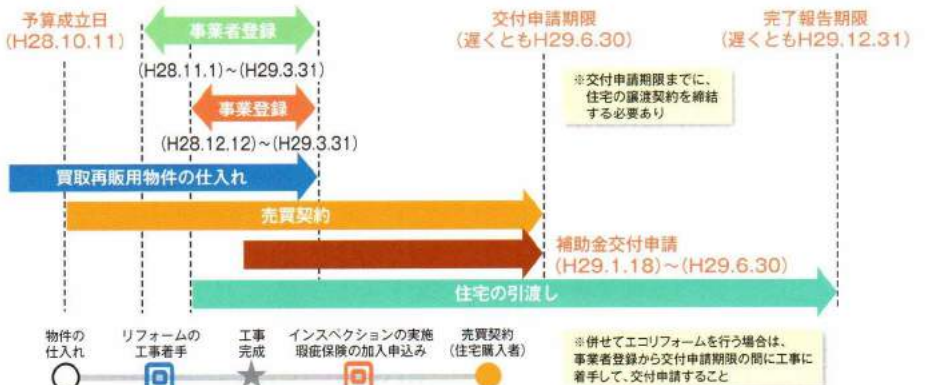 予算成立日
(H28.10.11)
事業者登録
(H28.11.1)～(H29.3.31)
事業登録
(H28.12.12)～(H29.3.31)
交付申請期限
(遅くともH29.6.30)
完了報告期限
(遅くともH29.12.31)
※交付申請期限までに、
住宅の譲渡契約を締結
する必要あり
買取再販用物件の仕入れ
売買契約
補助金交付申請
(H29.1.18)～(H29.6.30)
住宅の引渡し
物件の
仕入れ
リフォームの
工事着手
工事
完成
インスペクションの実施
瑕疵保険の加入申込み
売買契約
(住宅購入者)
※併せてエコリフォームを行う場合は、
事業者登録から交付申請期限の間に工事に
着手して、交付申請すること